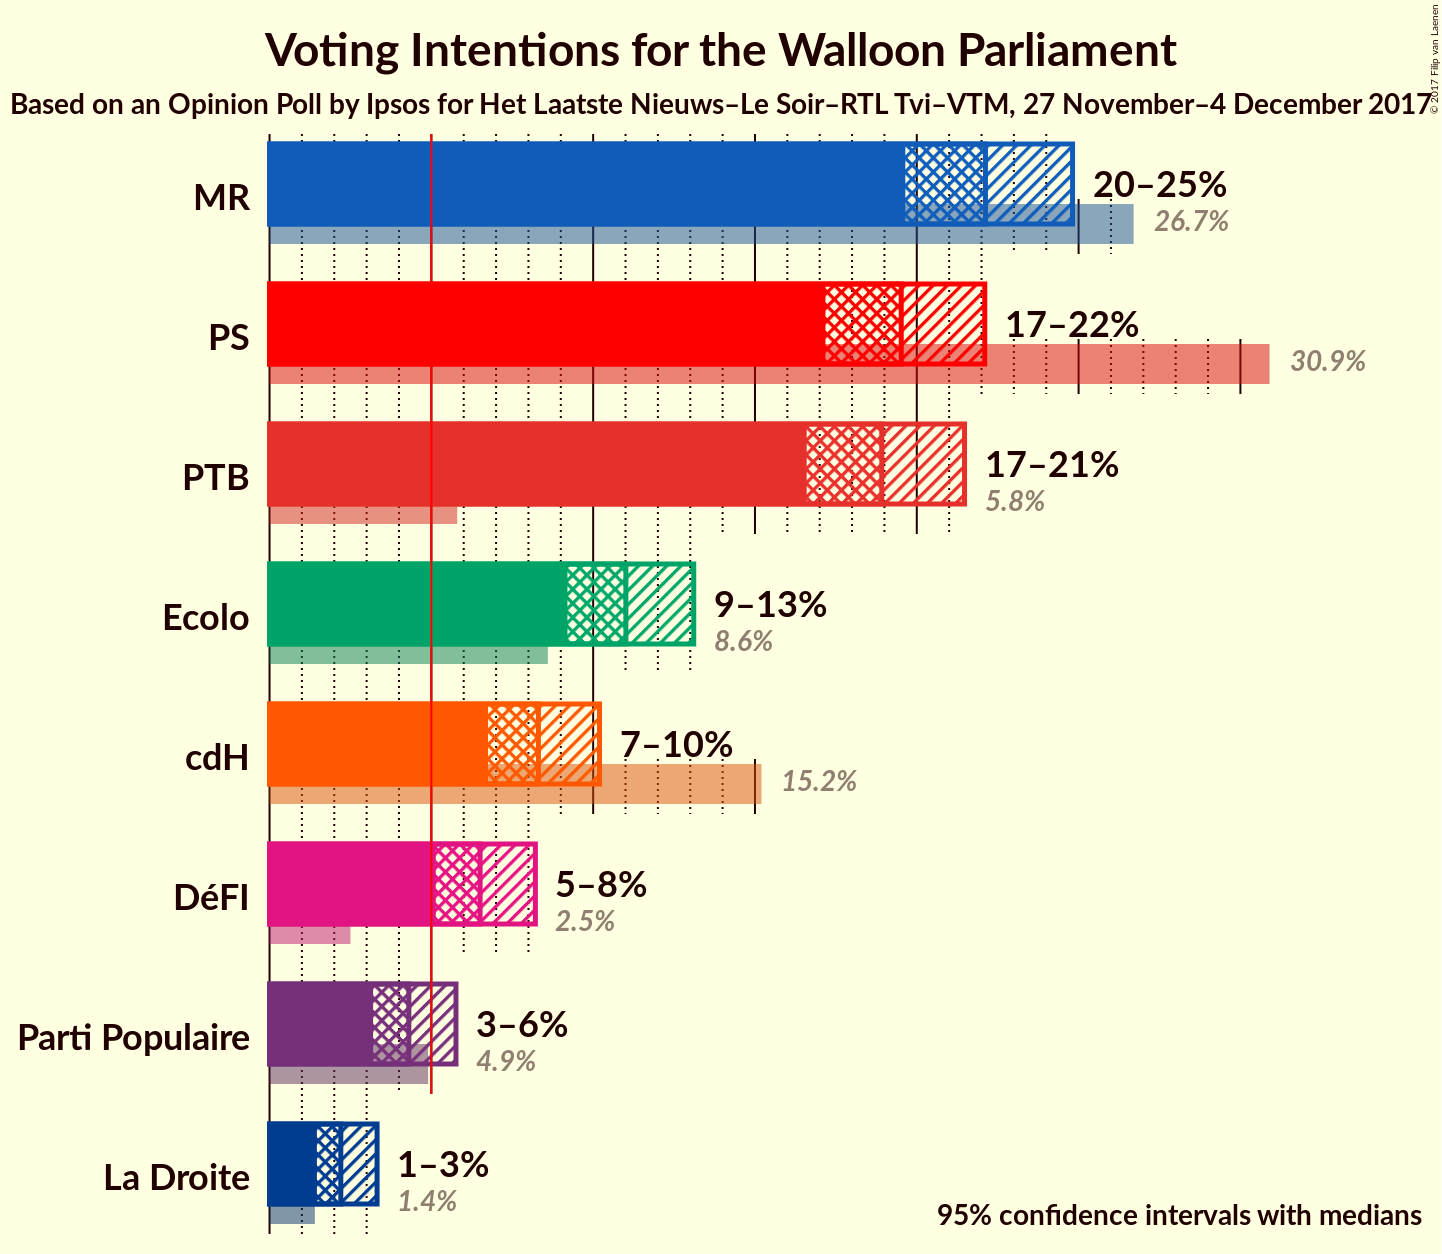 Voting Intentions for the Walloon Parliament
Based on an Opinion Poll by Ipsos for Het Laatste Nieuws–Le Soir–RTL Tvi–VTM, 27 November–4 December 2017
© 2017 Filip van Laenen
MR
20–25%
26.7%
PS
17–22%
30.9%
PTB
17–21%
5.8%
Ecolo
9–13%
8.6%
cdH
7–10%
15.2%
DéFI
5–8%
2.5%
Parti Populaire
3–6%
4.9%
La Droite
1–3%
1.4%
95% confidence intervals with medians